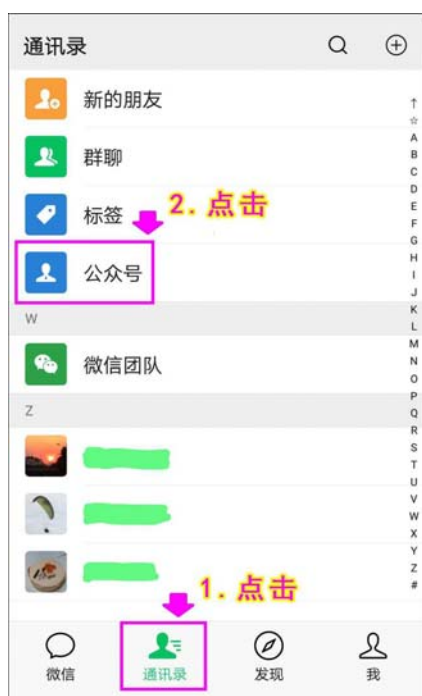 通讯录
新的朋友
群聊
标签
2. 点击
公众号
W
微信团队
Z
1. 点击
微信
通讯录
发现
我
↑
☆
A
B
C
D
E
F
G
H
I
J
K
L
M
N
O
P
Q
R
S
T
U
V
W
X
Y
Z
#